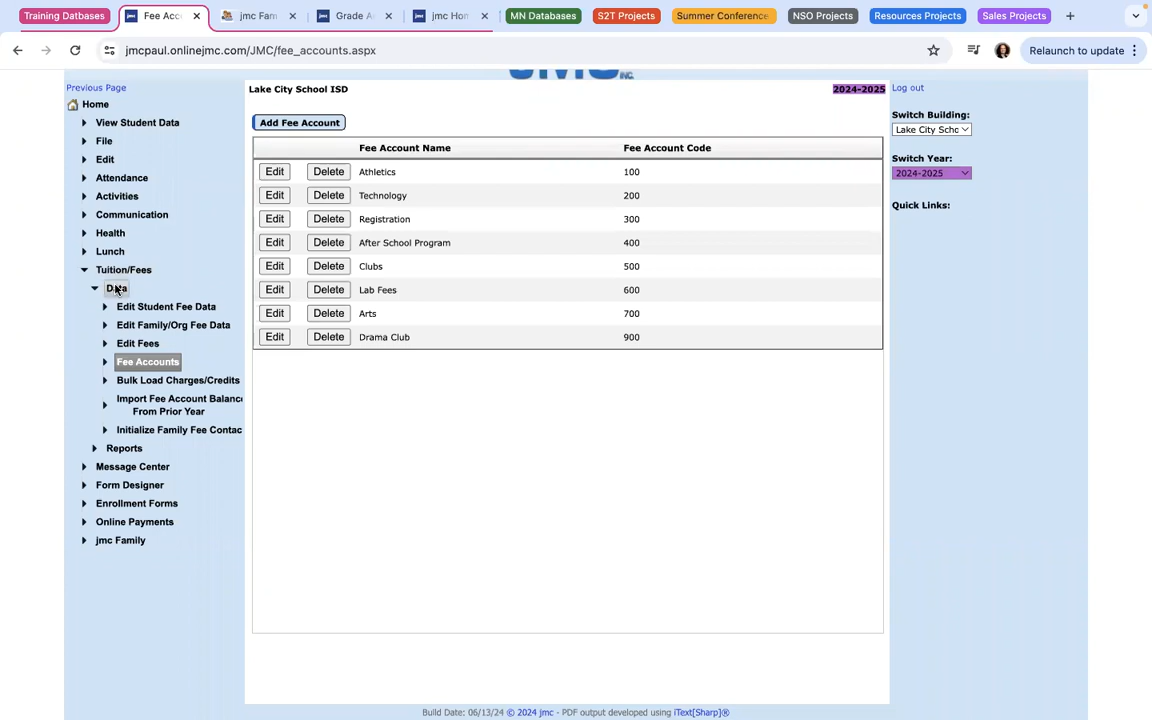 Training Datbases
Fee Acc
jmc Fam
Grade A
jmc Hon
MN Databases
S2T Projects
Summer Conference
NSO Projects
Resources Projects
Sales Projects
jmcpaul.onlinejmc.com/JMC/fee_accounts.aspx
Relaunch to update
Previous Page
Home
View Student Data
File
Edit
Attendance
Activities
Communication
Health
Lunch
Tuition/Fees
Data
Edit Student Fee Data
Edit Family/Org Fee Data
Edit Fees
Fee Accounts
Bulk Load Charges/Credits
Import Fee Account Balanc
From Prior Year
Initialize Family Fee Contac
Reports
Message Center
Form Designer
Enrollment Forms
Online Payments
jmc Family
INC.
Lake City School ISD
2024-2025
Add Fee Account
Fee Account Name Fee Account Code
Edit Delete Athletics 100
Edit Delete Technology 200
Edit Delete Registration 300
Edit Delete After School Program 400
Edit Delete Clubs 500
Edit Delete Lab Fees 600
Edit Delete Arts 700
Edit Delete Drama Club 900
Log out
Switch Building:
Lake City Schc
Switch Year:
2024-2025
Quick Links:
Build Date: 06/13/24 © 2024 jmc - PDF output developed using iText[Sharp]®